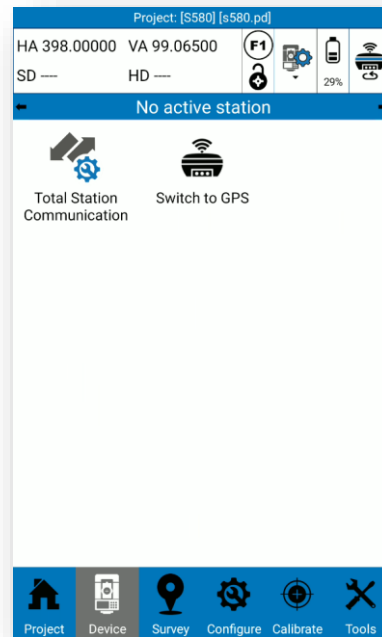 Project: [S580] [s580.pd]
HA 398.00000 VA 99.06500
F1
SD ---- HD ----
29%
No active station
Total Station
Communication
Switch to GPS
Project Device Survey Configure Calibrate Tools